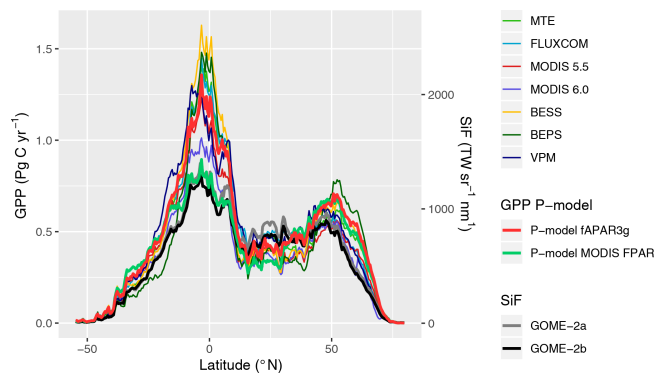 GPP (Pg C yr⁻¹)
1.5
1.0
0.5
0.0
−50
0
50
Latitude (°N)
2000
1000
0
SiF (TW sr⁻¹ nm¹)
MTE
FLUXCOM
MODIS 5.5
MODIS 6.0
BESS
BEPS
VPM
GPP P−model
P−model fAPAR3g
P−model MODIS FPAR
SiF
GOME−2a
GOME−2b